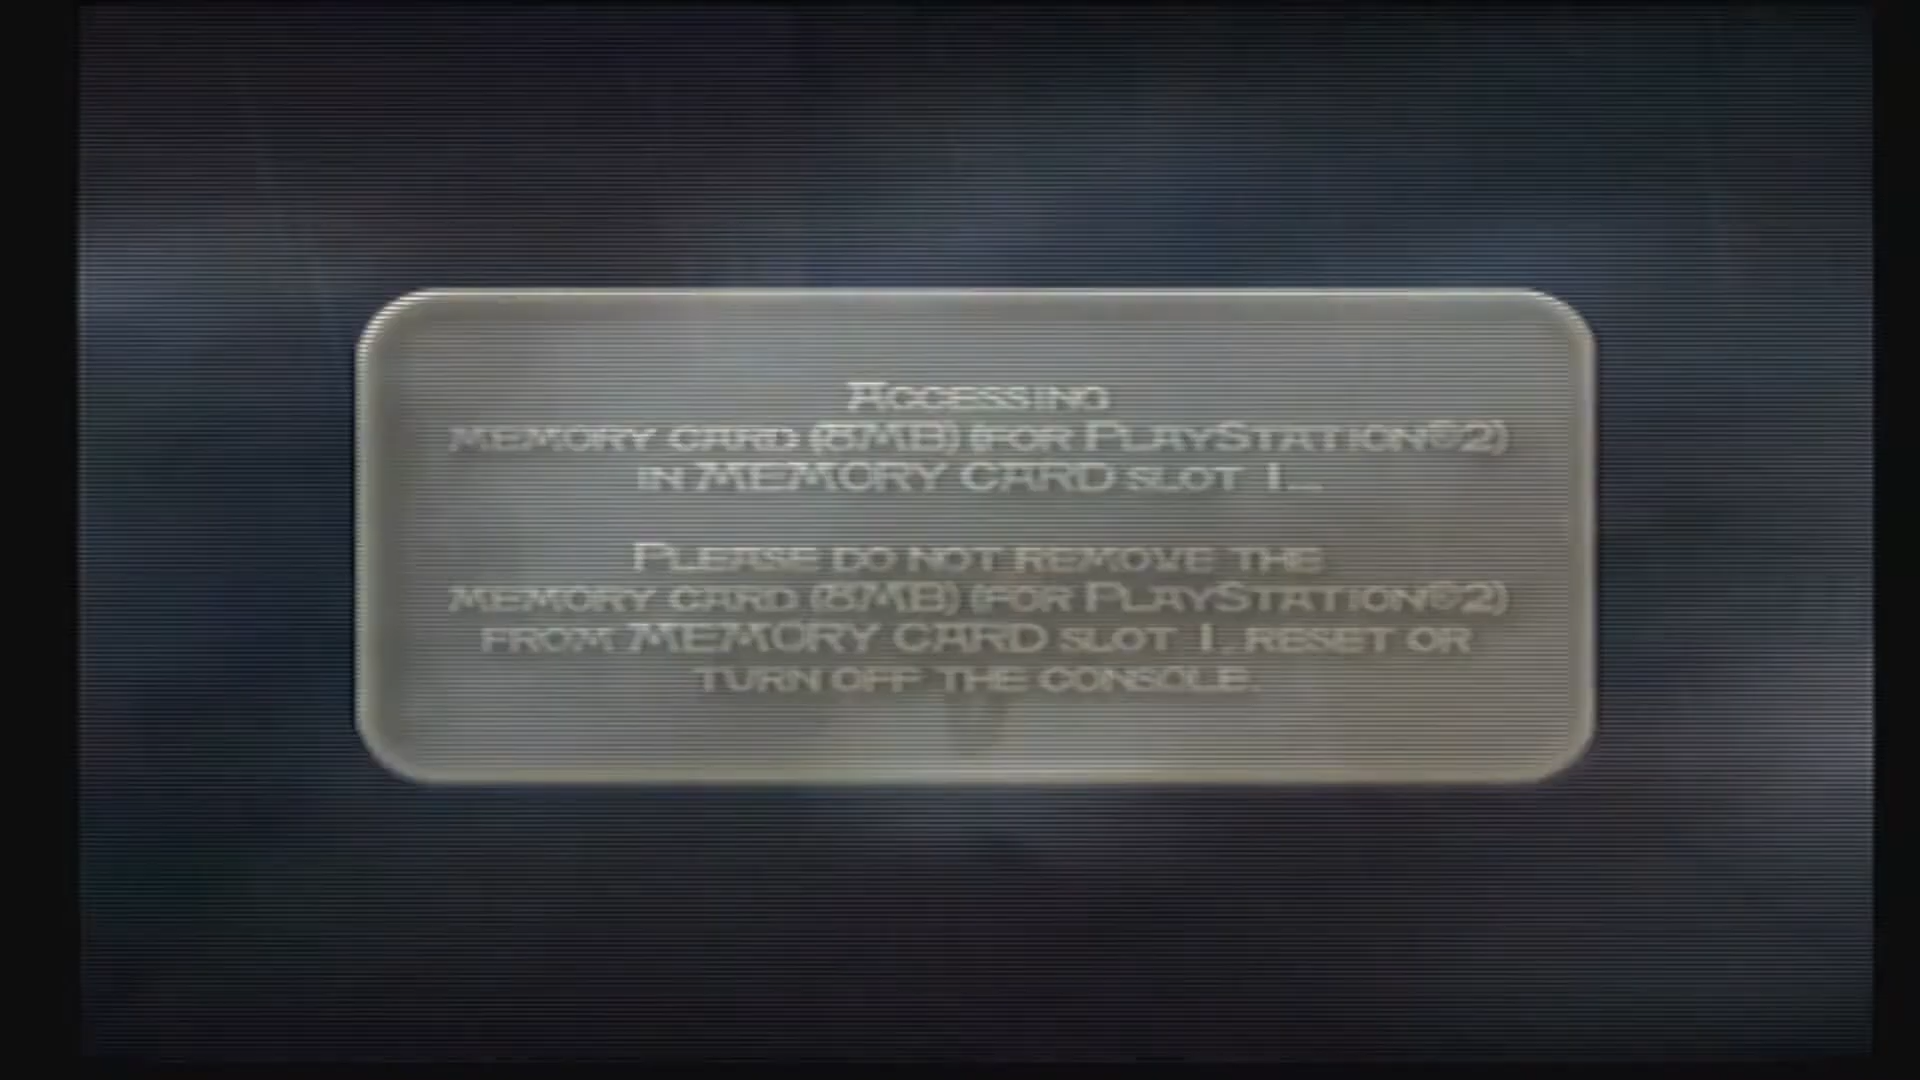 Accessing
memory card (8MB) (for PlayStation®2)
in MEMORY CARD slot 1...
Please do not remove the
memory card (8MB) (for PlayStation®2)
from MEMORY CARD slot 1, reset or
turn off the console.